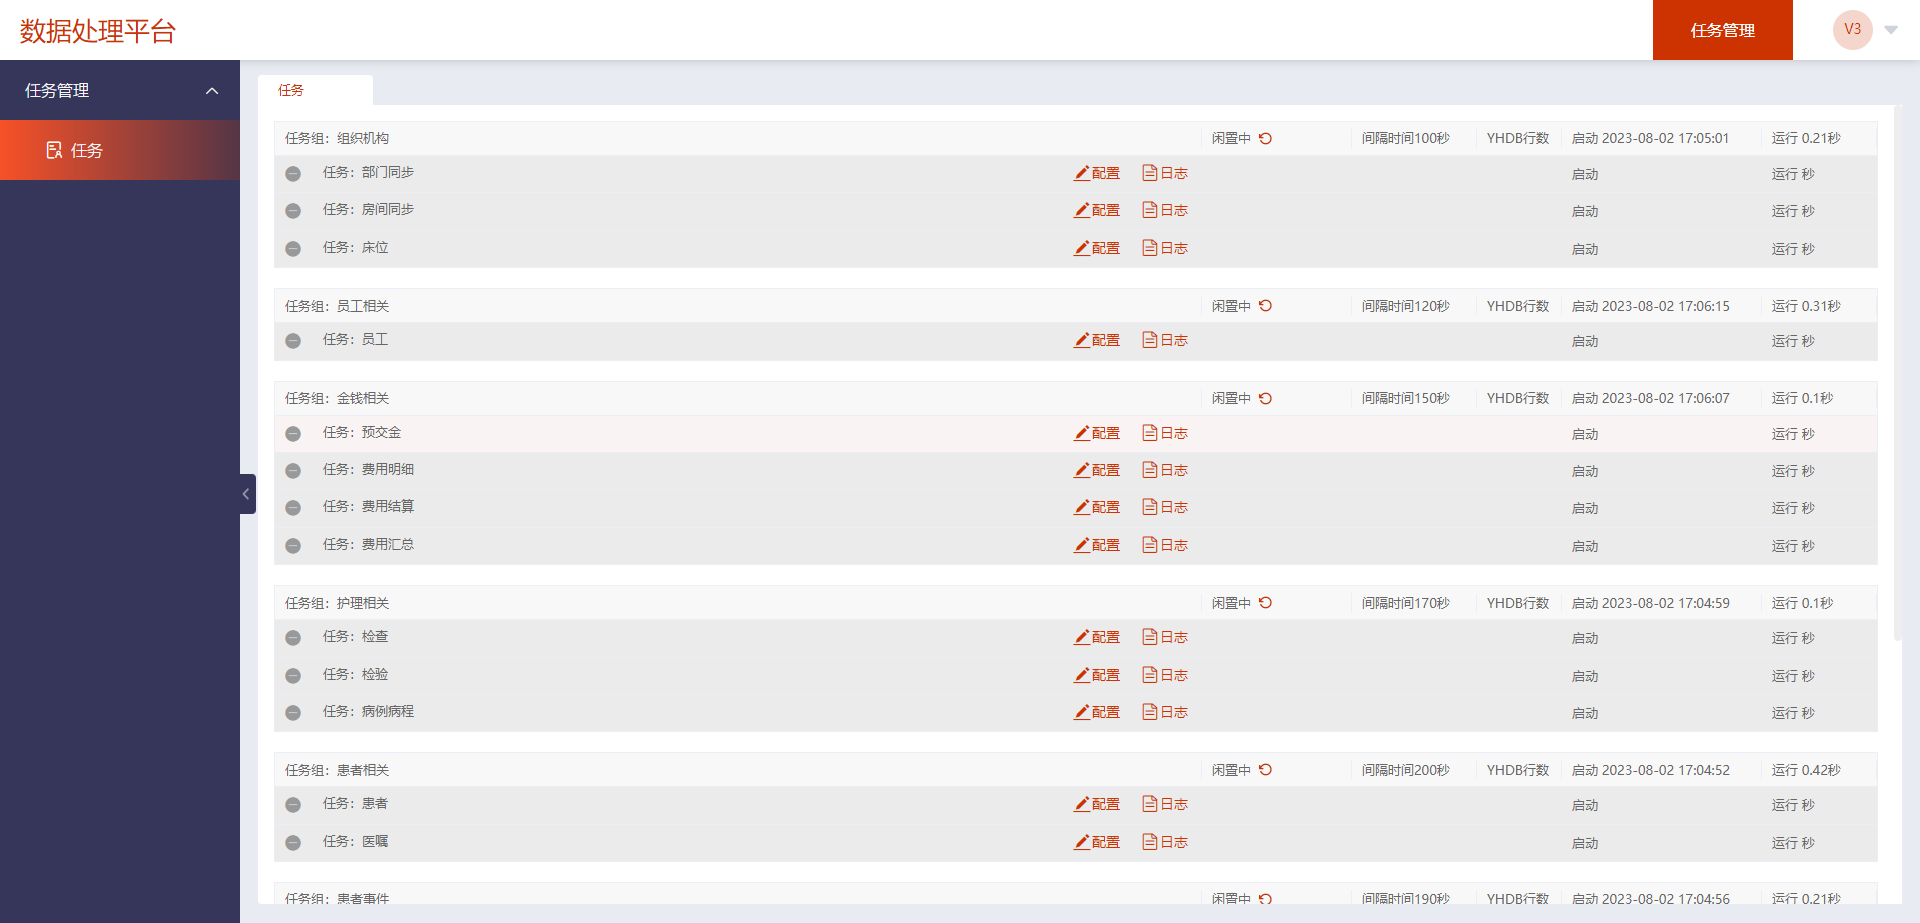 数据处理平台
任务管理
V3
任务管理
任务
任务
任务组：组织机构 闲置中 间隔时间100秒 YHDB行数 启动 2023-08-02 17:05:01 运行 0.21秒
任务：部门同步 配置 日志 启动 运行 秒
任务：房间同步 配置 日志 启动 运行 秒
任务：床位 配置 日志 启动 运行 秒
任务组：员工相关 闲置中 间隔时间120秒 YHDB行数 启动 2023-08-02 17:06:15 运行 0.31秒
任务：员工 配置 日志 启动 运行 秒
任务组：金钱相关 闲置中 间隔时间150秒 YHDB行数 启动 2023-08-02 17:06:07 运行 0.1秒
任务：预交金 配置 日志 启动 运行 秒
任务：费用明细 配置 日志 启动 运行 秒
任务：费用结算 配置 日志 启动 运行 秒
任务：费用汇总 配置 日志 启动 运行 秒
任务组：护理相关 闲置中 间隔时间170秒 YHDB行数 启动 2023-08-02 17:04:59 运行 0.1秒
任务：检查 配置 日志 启动 运行 秒
任务：检验 配置 日志 启动 运行 秒
任务：病例病程 配置 日志 启动 运行 秒
任务组：患者相关 闲置中 间隔时间200秒 YHDB行数 启动 2023-08-02 17:04:52 运行 0.42秒
任务：患者 配置 日志 启动 运行 秒
任务：医嘱 配置 日志 启动 运行 秒
任务组：患者事件 闲置中 间隔时间190秒 YHDB行数 启动 2023-08-02 17:04:56 运行 0.21秒